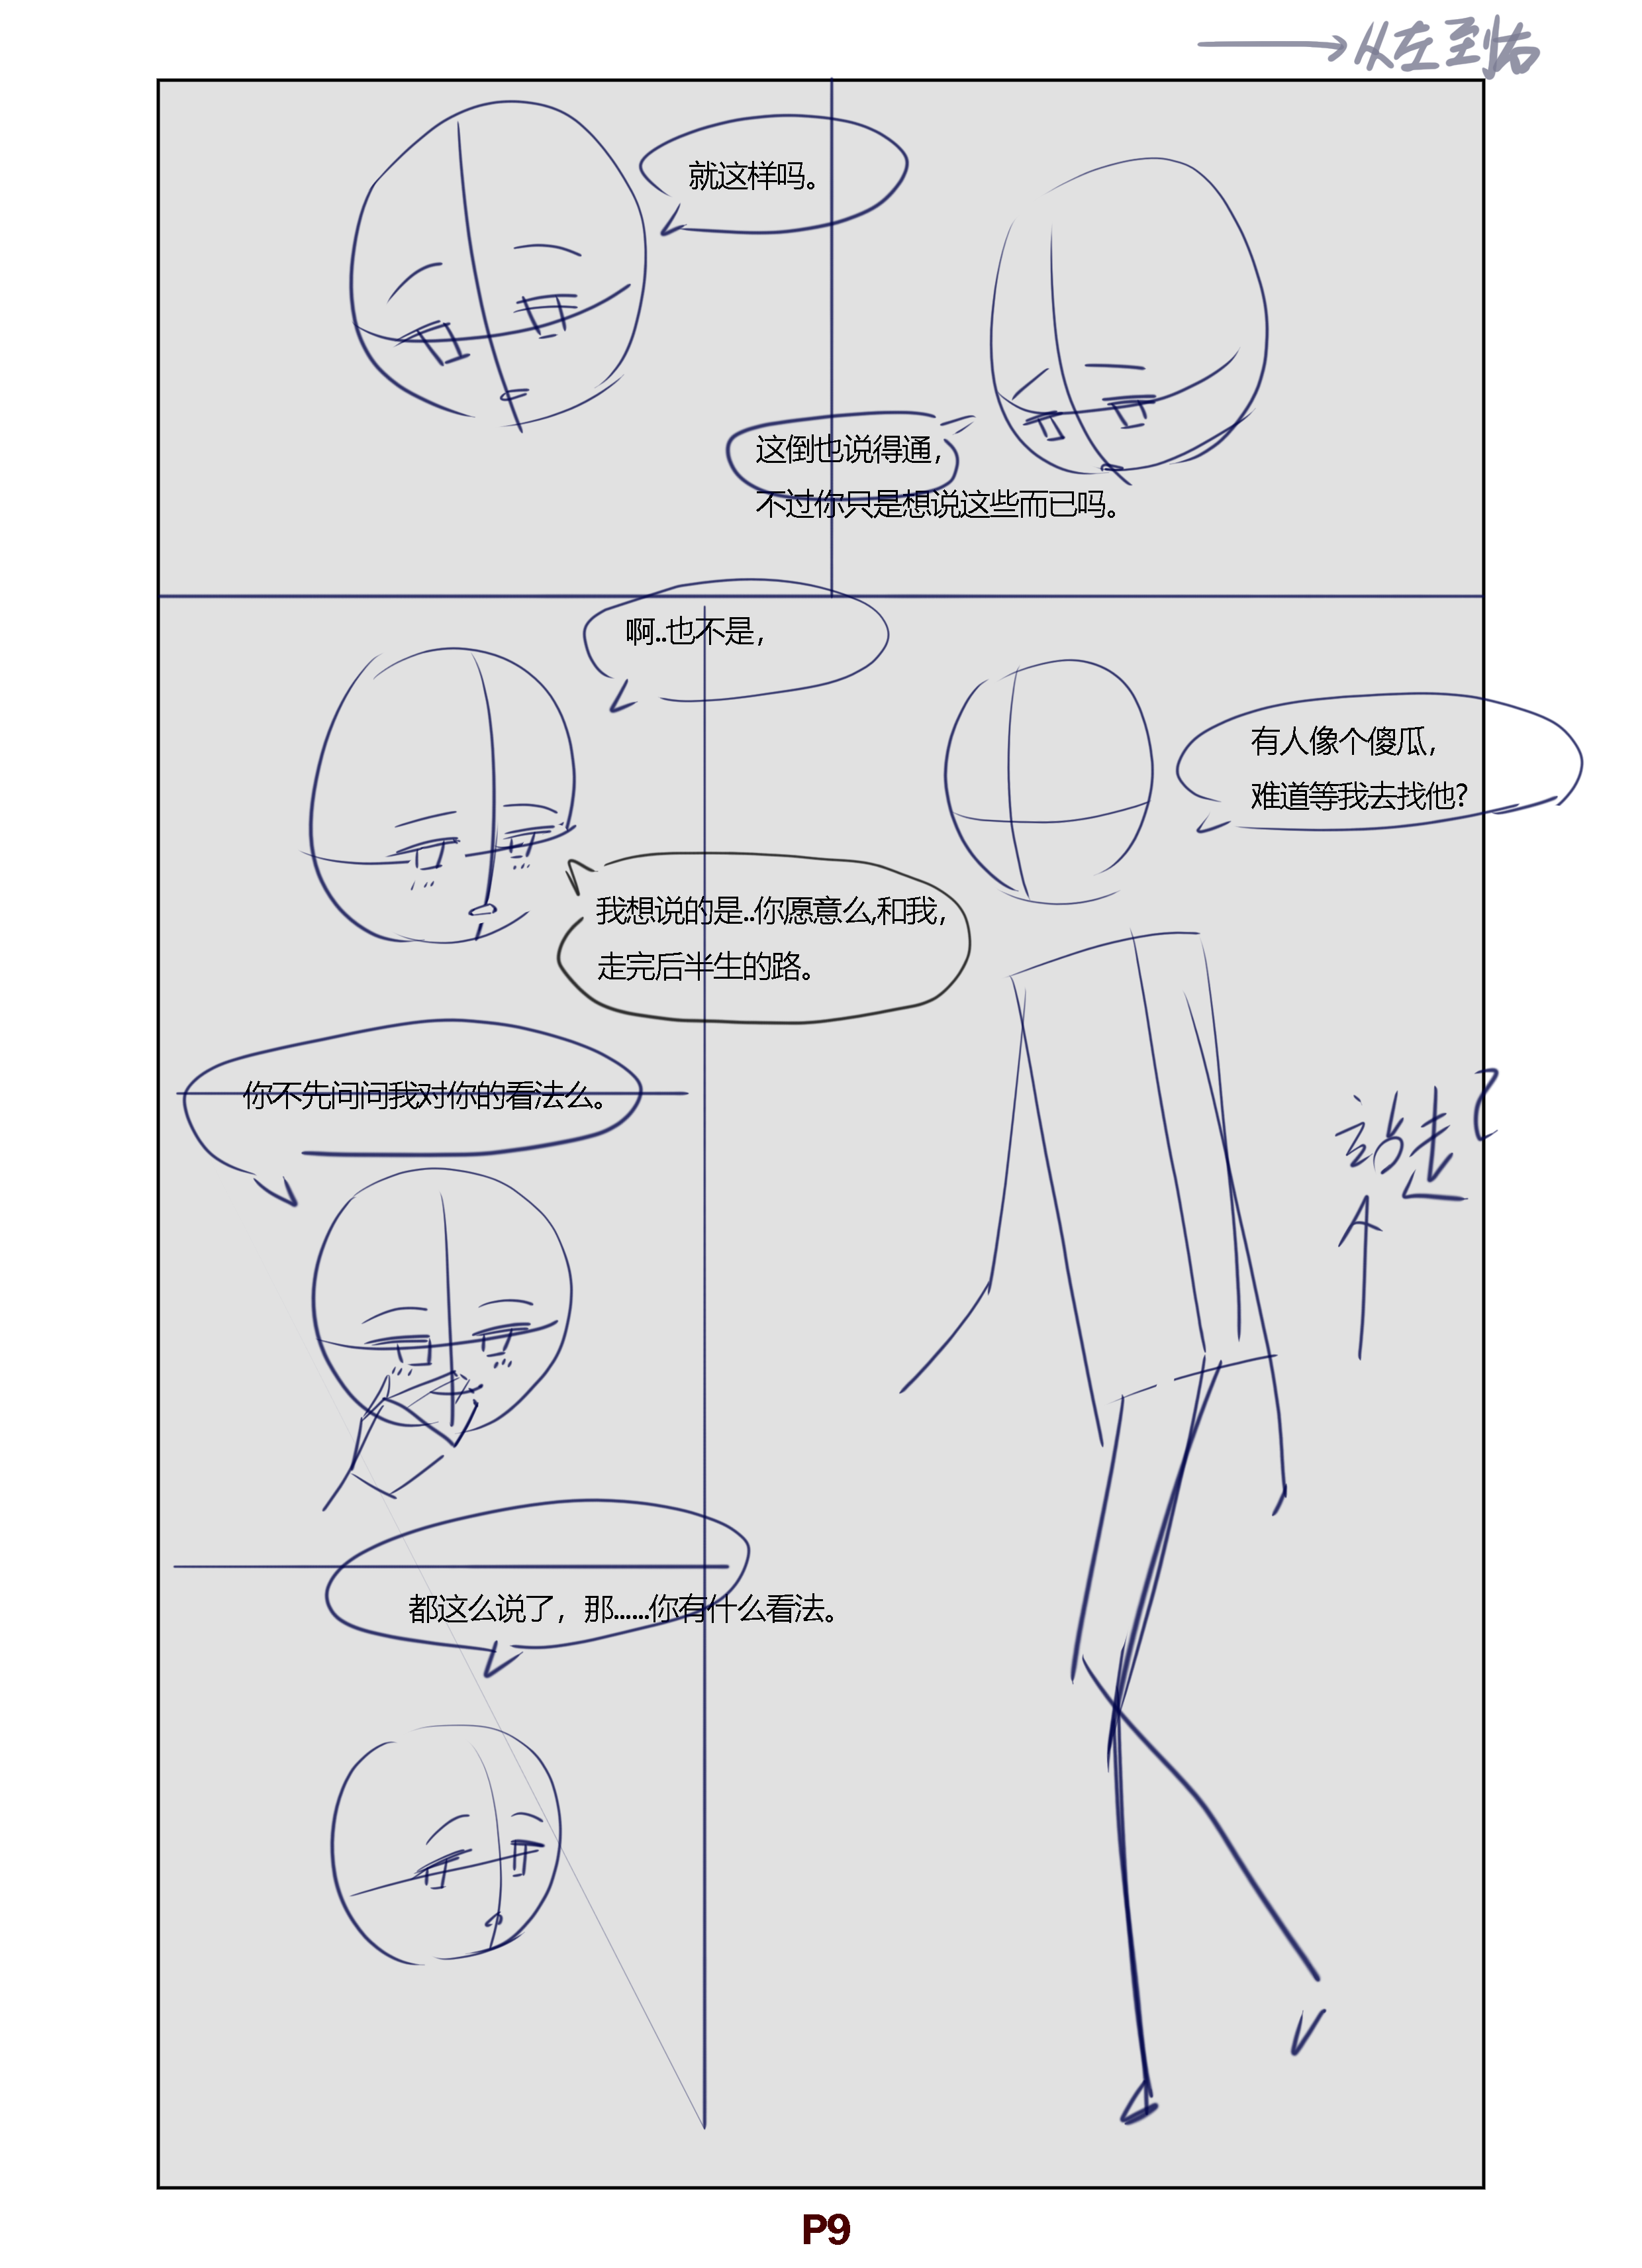 从左到右
就这样吗。
这倒也说得通，
不过你只是想说这些而已吗。
啊..也不是，
我想说的是..你愿意么,和我，
走完后半生的路。
你不先问问我对你的看法么。
都这么说了，那......你有什么看法。
有人像个傻瓜，
难道等我去找他?
P9